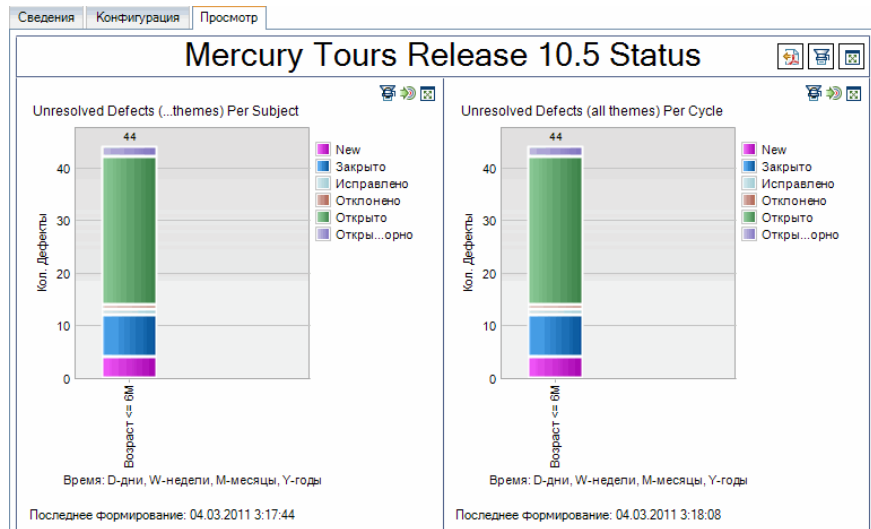 Сведения Конфигурация Просмотр
Mercury Tours Release 10.5 Status
Unresolved Defects (...themes) Per Subject
44
40
30
20
10
0
Кол. Дефекты
New
Закрыто
Исправлено
Отклонено
Открыто
Откры...орно
Возраст <= 6M
Время: D-дни, W-недели, M-месяцы, Y-годы
Последнее формирование: 04.03.2011 3:17:44
Unresolved Defects (all themes) Per Cycle
44
40
30
20
10
0
Кол. Дефекты
New
Закрыто
Исправлено
Отклонено
Открыто
Откры...орно
Возраст <= 6M
Время: D-дни, W-недели, M-месяцы, Y-годы
Последнее формирование: 04.03.2011 3:18:08